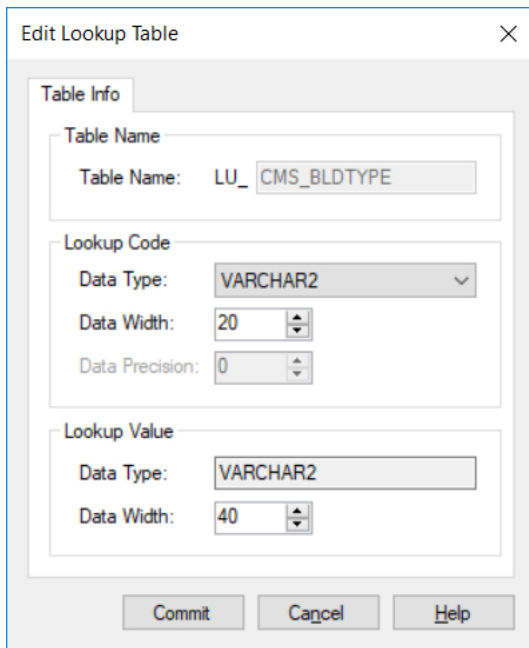 Edit Lookup Table
Table Info
Table Name
Table Name: LU_ CMS_BLDTYPE
Lookup Code
Data Type: VARCHAR2
Data Width: 20
Data Precision: 0
Lookup Value
Data Type: VARCHAR2
Data Width: 40
Commit Cancel Help